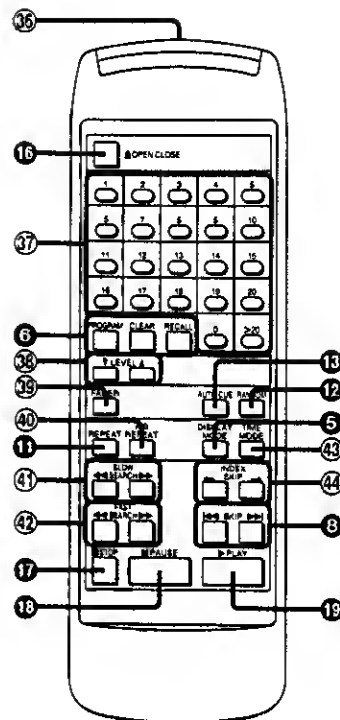 36
16 ≜OPEN CLOSE
1 2 3 4 5
6 7 8 9 10
37
11 12 13 14 15
16 17 18 19 20
6 PROGRAM CLEAR RECALL 0 >20
38 ▼ LEVEL ▲
13
39 FADER AUTO CUE RANDOM 12
40 5
11 REPEAT REPEAT DISPLAY MODE TIME MODE 43
SLOW INDEX
41 ◀◀SEARCH▶▶ SKIP 44
FAST
42 ◀◀SEARCH▶▶ |◀◀ SKIP ▶▶| 8
17 ■STOP ▮▮PAUSE ▶PLAY
18 19